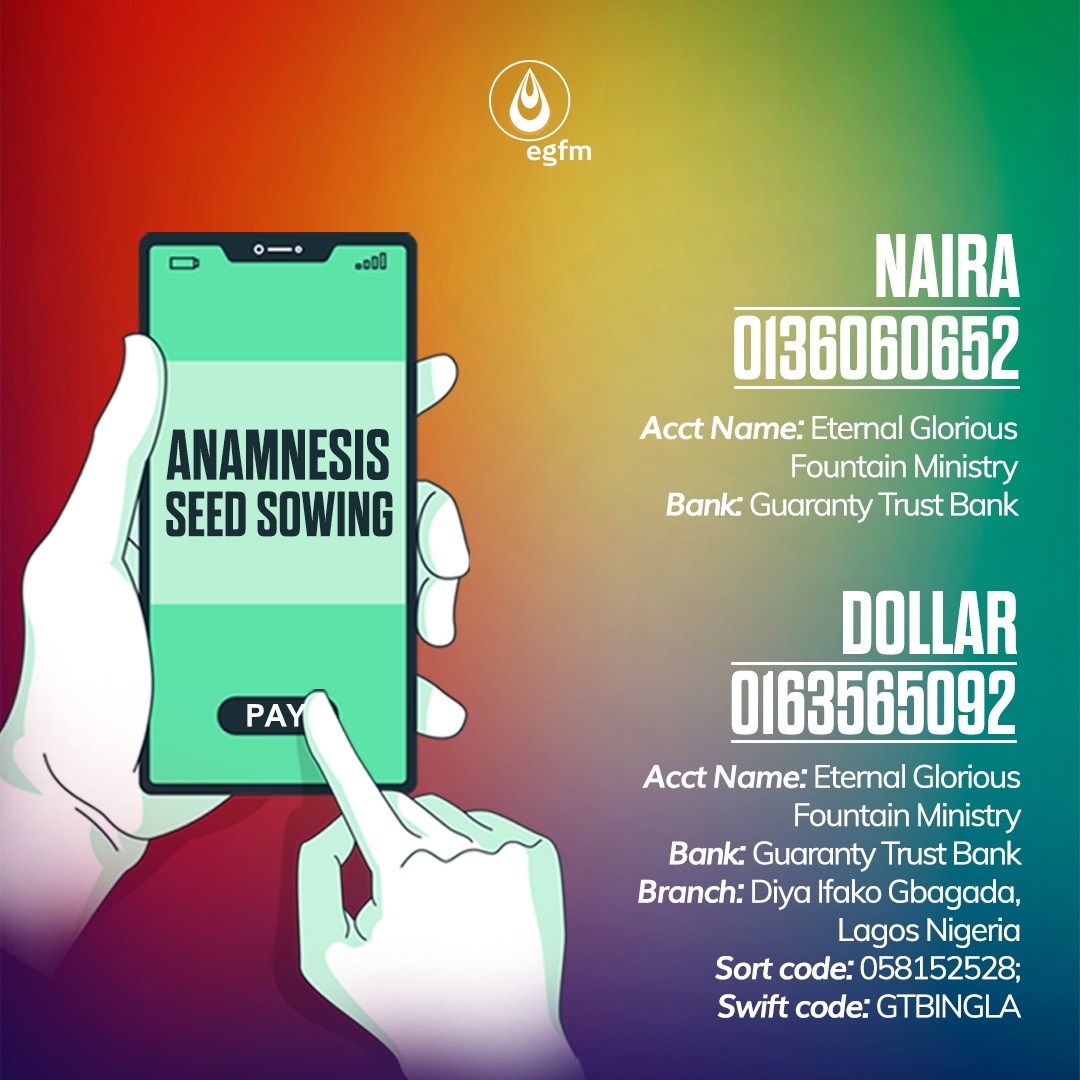 egfm
ANAMNESIS
SEED SOWING
PAY
NAIRA
0136060652
Acct Name: Eternal Glorious
Fountain Ministry
Bank: Guaranty Trust Bank
DOLLAR
0163565092
Acct Name: Eternal Glorious
Fountain Ministry
Bank: Guaranty Trust Bank
Branch: Diya Ifako Gbagada,
Lagos Nigeria
Sort code: 058152528;
Swift code: GTBINGLA